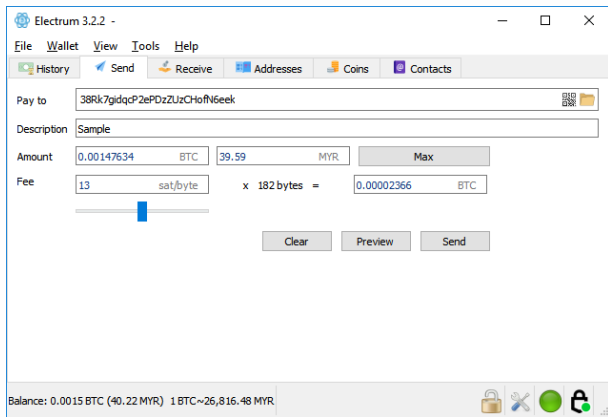 Electrum 3.2.2 -
File Wallet View Tools Help
History Send Receive Addresses Coins Contacts
Pay to 38Rk7gidqcP2ePDzZUzCHofN6eek
Description Sample
Amount 0.00147634 BTC 39.59 MYR Max
Fee 13 sat/byte x 182 bytes = 0.00002366 BTC
Clear Preview Send
Balance: 0.0015 BTC (40.22 MYR) 1 BTC~26,816.48 MYR